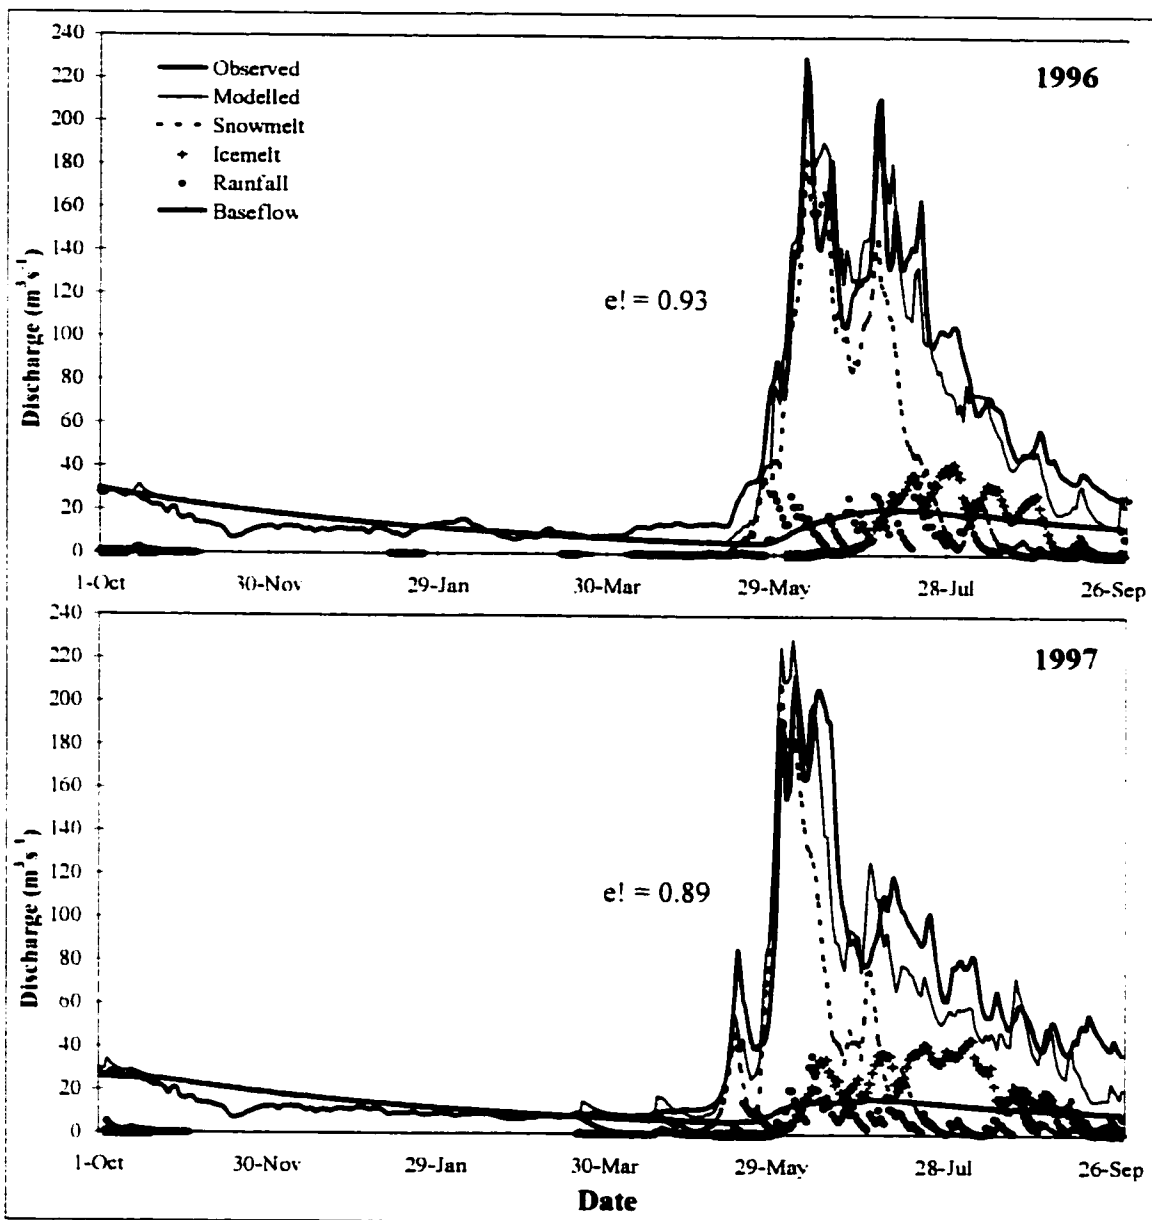 240
220
200
180
160
140
120
100
80
60
40
20
0
Discharge (m³s⁻¹)
Observed
Modelled
Snowmelt
Icemelt
Rainfall
Baseflow
1996
e! = 0.93
1-Oct 30-Nov 29-Jan 30-Mar 29-May 28-Jul 26-Sep
240
220
200
180
160
140
120
100
80
60
40
20
0
Discharge (m³s⁻¹)
1997
e! = 0.89
1-Oct 30-Nov 29-Jan 30-Mar 29-May 28-Jul 26-Sep
Date